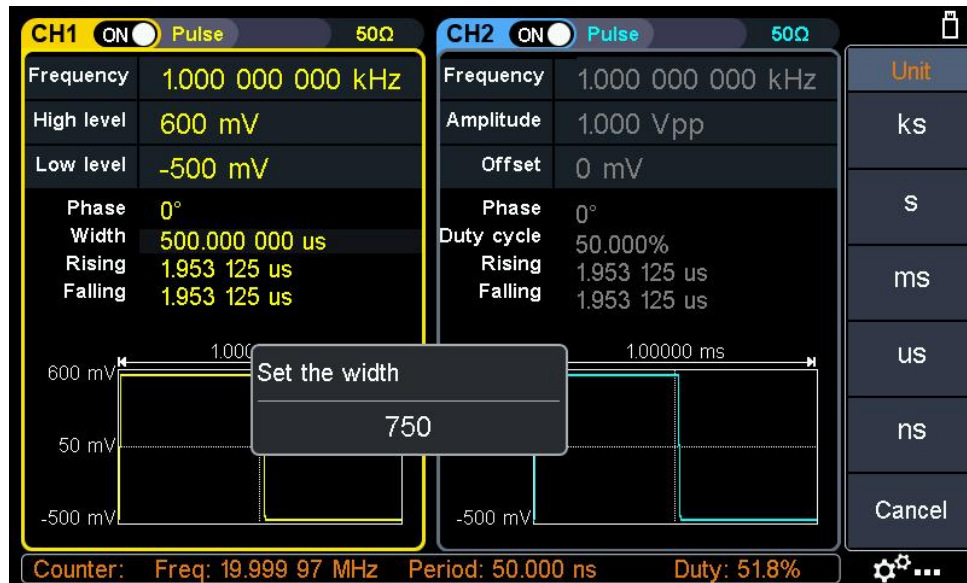 CH1 ON Pulse 50Ω
Frequency 1.000 000 000 kHz
High level 600 mV
Low level -500 mV
Phase 0°
Width 500.000 000 us
Rising 1.953 125 us
Falling 1.953 125 us
1.000
600 mV
50 mV
-500 mV
CH2 ON Pulse 50Ω
Frequency 1.000 000 000 kHz
Amplitude 1.000 Vpp
Offset 0 mV
Phase 0°
Duty cycle 50.000%
Rising 1.953 125 us
Falling 1.953 125 us
1.00000 ms
-500 mV
Set the width
750
Unit
ks
s
ms
us
ns
Cancel
Counter: Freq: 19.999 97 MHz Period: 50.000 ns Duty: 51.8%